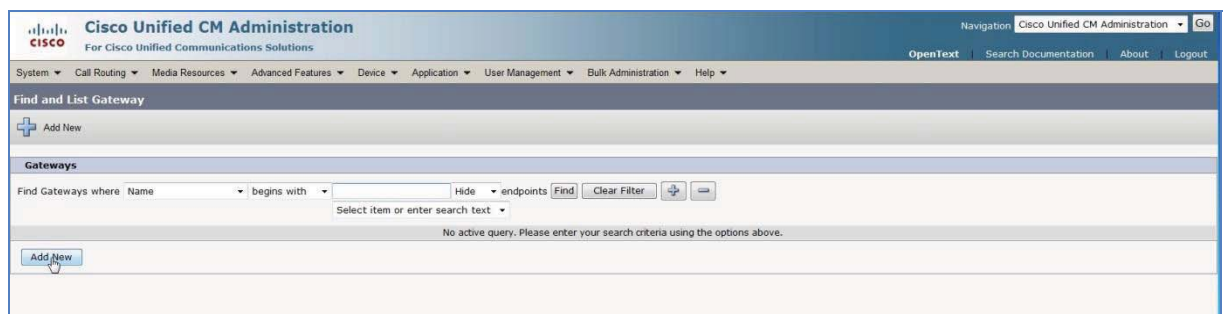 Cisco Unified CM Administration
CISCO
For Cisco Unified Communications Solutions
Navigation Cisco Unified CM Administration Go
OpenText | Search Documentation | About | Logout
System Call Routing Media Resources Advanced Features Device Application User Management Bulk Administration Help
Find and List Gateway
Add New
Gateways
Find Gateways where Name begins with Hide endpoints Find Clear Filter
Select item or enter search text
No active query. Please enter your search criteria using the options above.
Add New